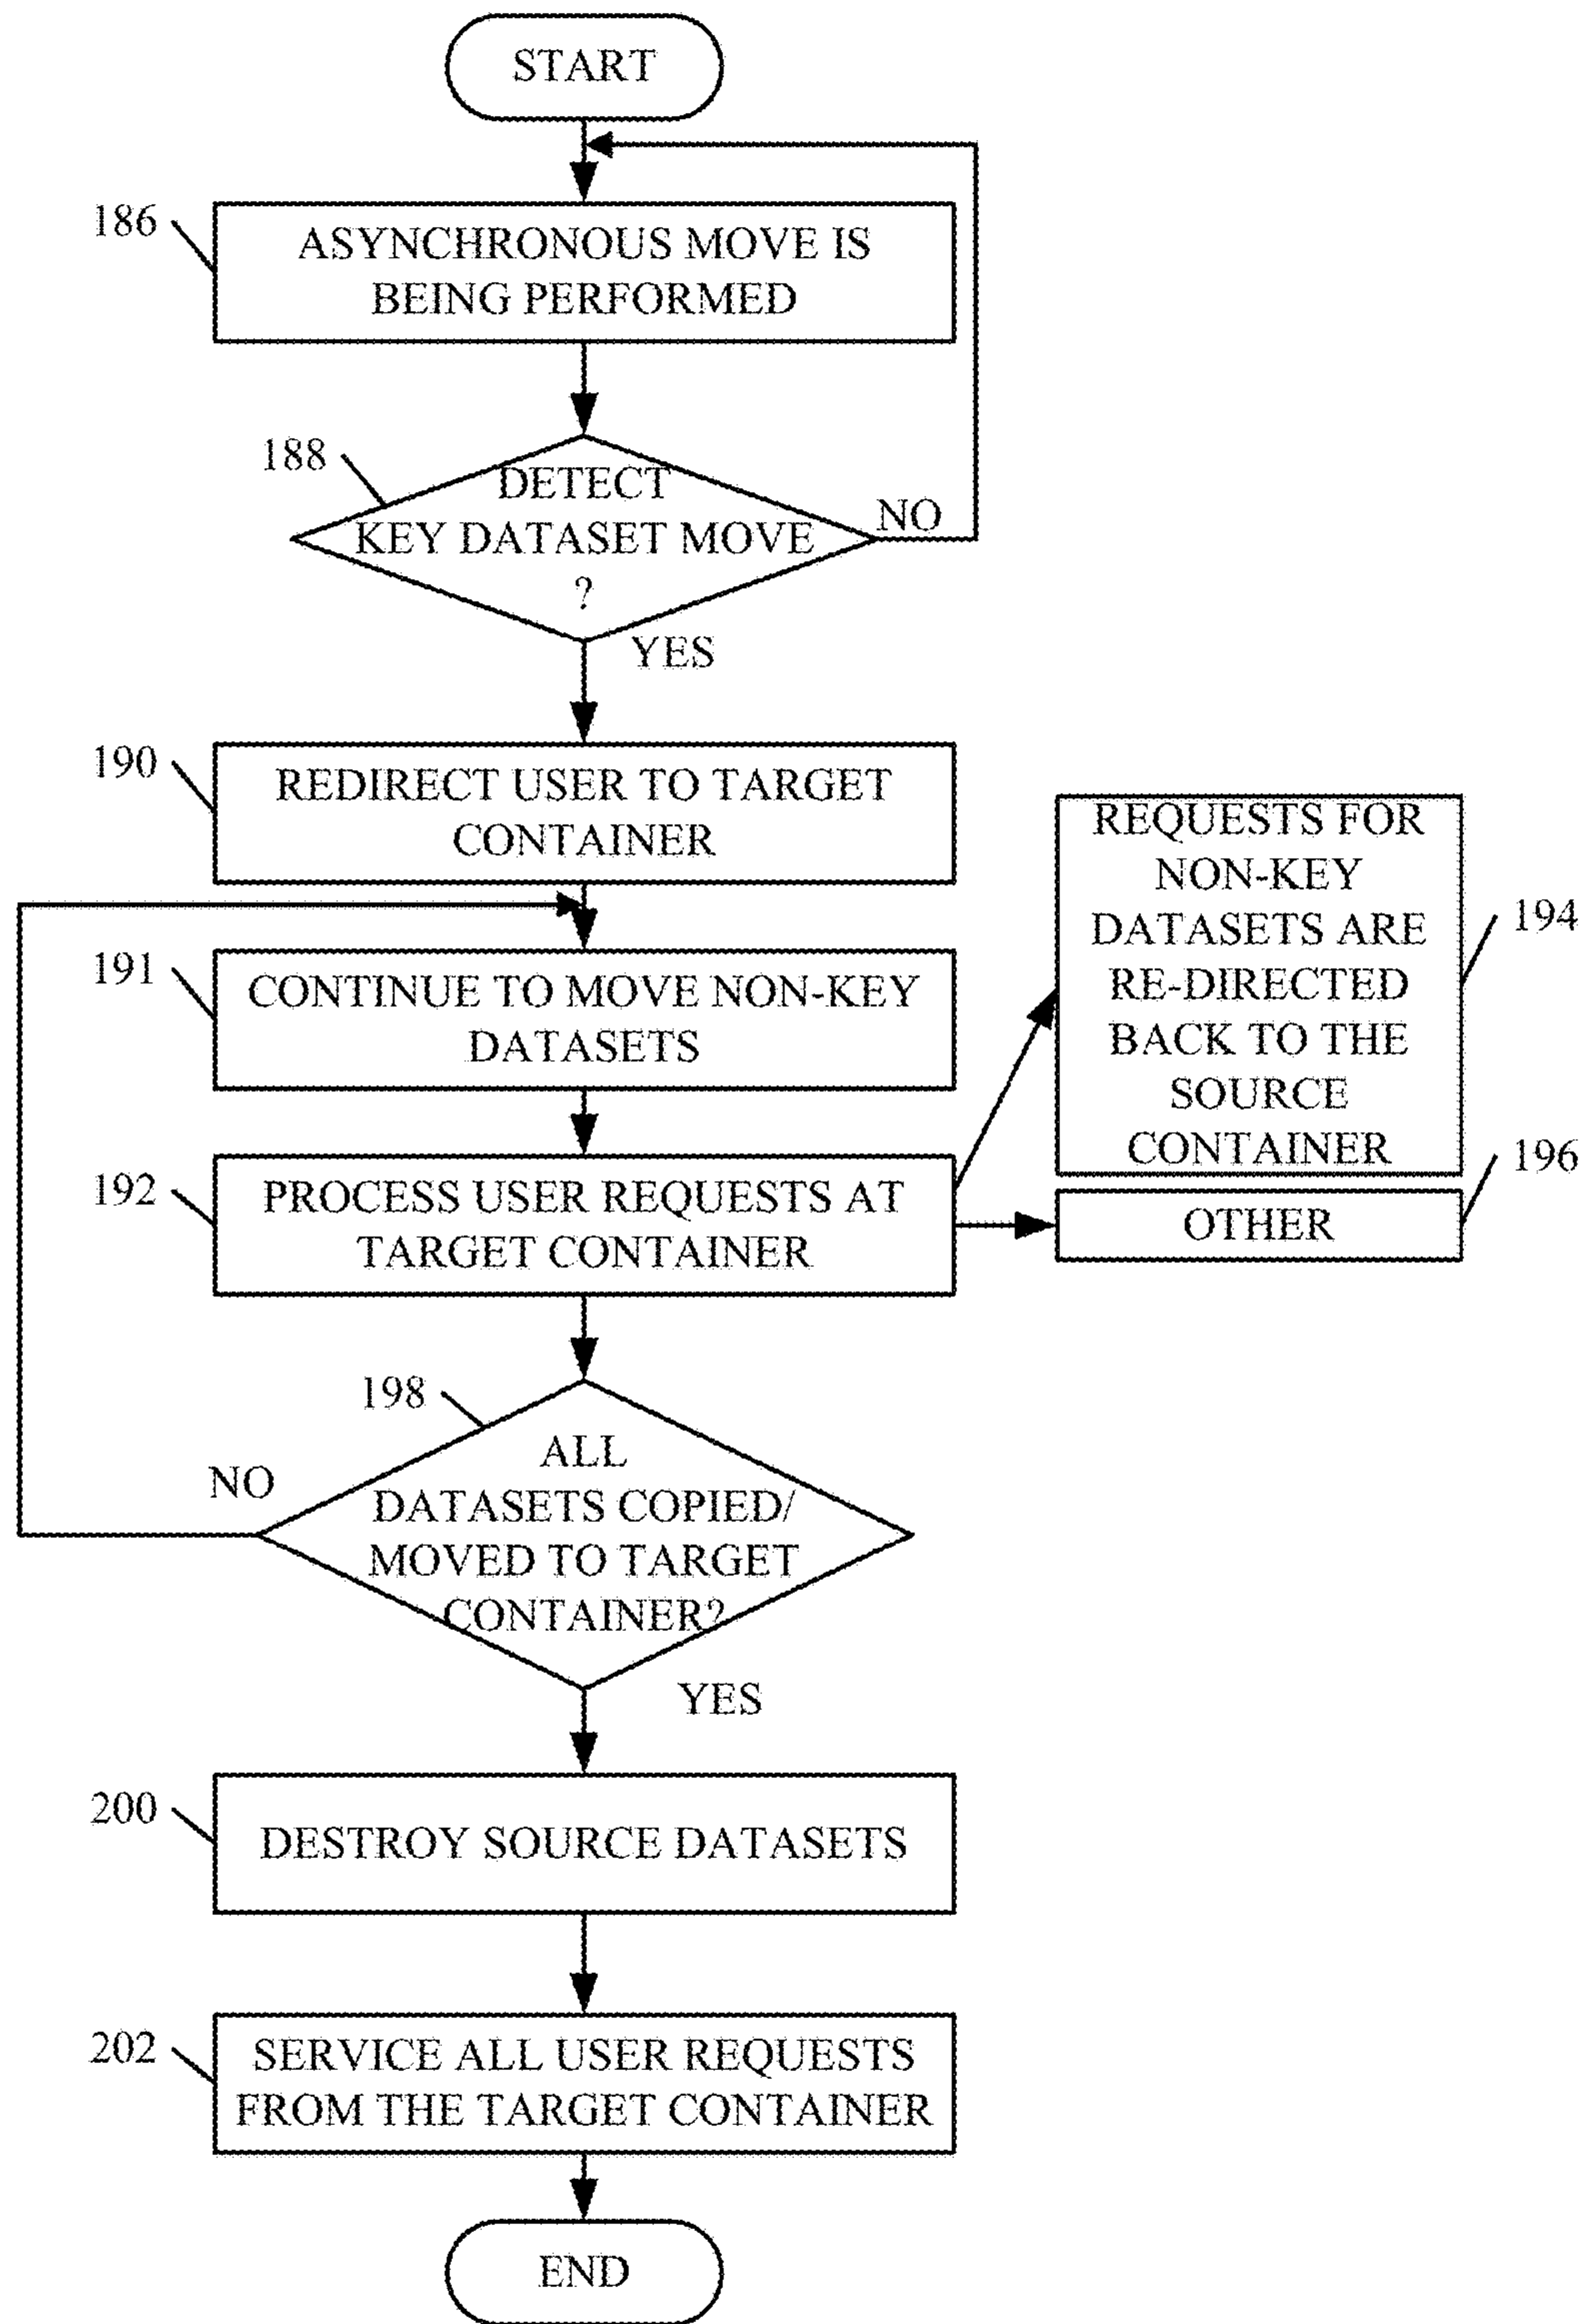 START
186
ASYNCHRONOUS MOVE IS
BEING PERFORMED
188
DETECT
KEY DATASET MOVE
?
NO
YES
190
REDIRECT USER TO TARGET
CONTAINER
191
CONTINUE TO MOVE NON-KEY
DATASETS
192
PROCESS USER REQUESTS AT
TARGET CONTAINER
REQUESTS FOR
NON-KEY
DATASETS ARE
RE-DIRECTED
BACK TO THE
SOURCE
CONTAINER
194
OTHER
196
198
ALL
DATASETS COPIED/
MOVED TO TARGET
CONTAINER?
NO
YES
200
DESTROY SOURCE DATASETS
202
SERVICE ALL USER REQUESTS
FROM THE TARGET CONTAINER
END